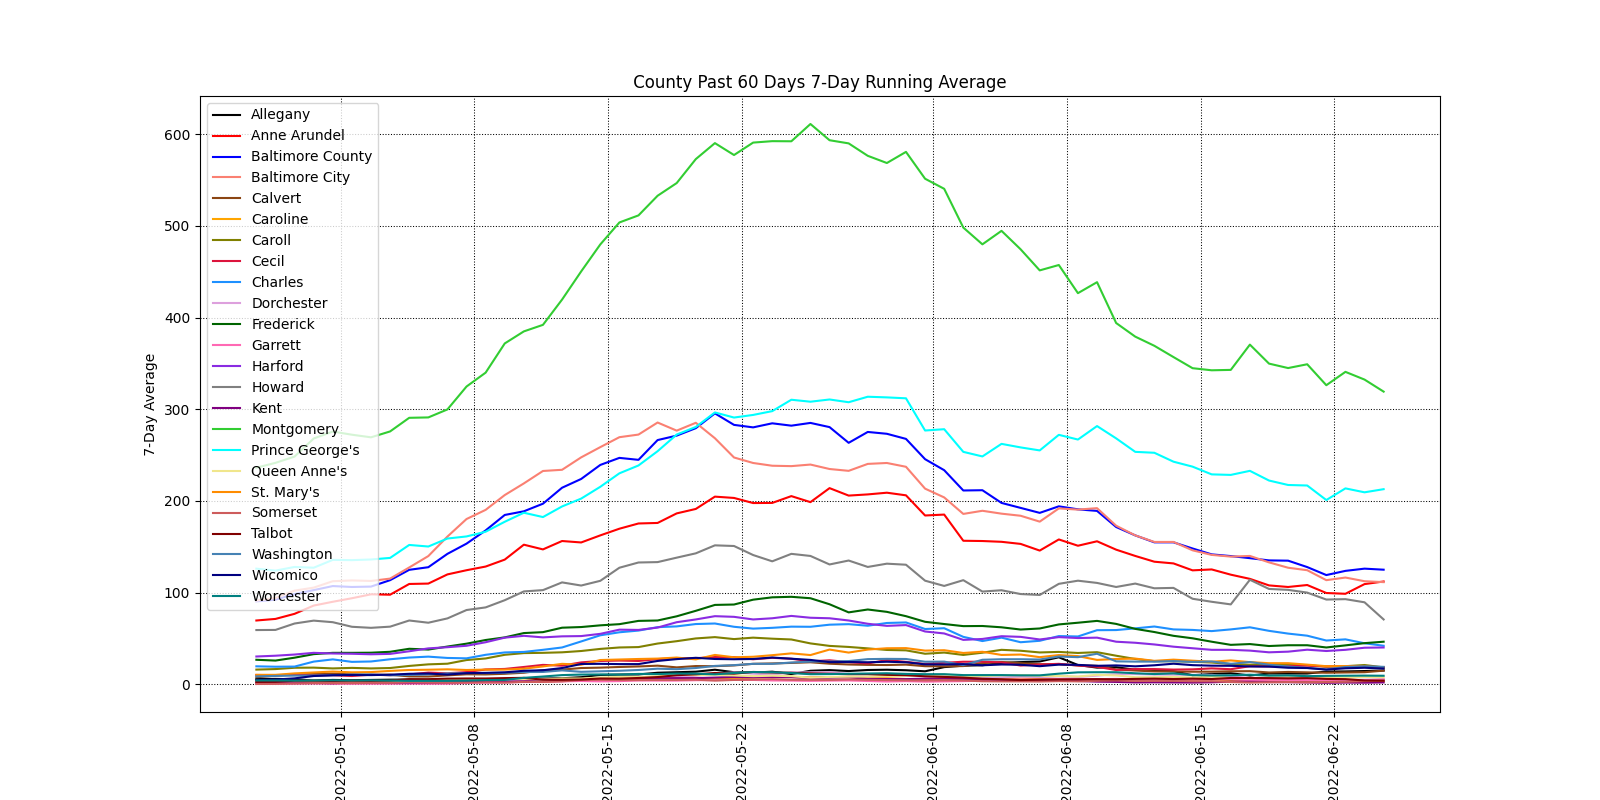 County Past 60 Days 7-Day Running Average
7-Day Average
600
500
400
300
200
100
0
Allegany
Anne Arundel
Baltimore County
Baltimore City
Calvert
Caroline
Caroll
Cecil
Charles
Dorchester
Frederick
Garrett
Harford
Howard
Kent
Montgomery
Prince George's
Queen Anne's
St. Mary's
Somerset
Talbot
Washington
Wicomico
Worcester
2022-05-01
2022-05-08
2022-05-15
2022-05-22
2022-06-01
2022-06-08
2022-06-15
2022-06-22